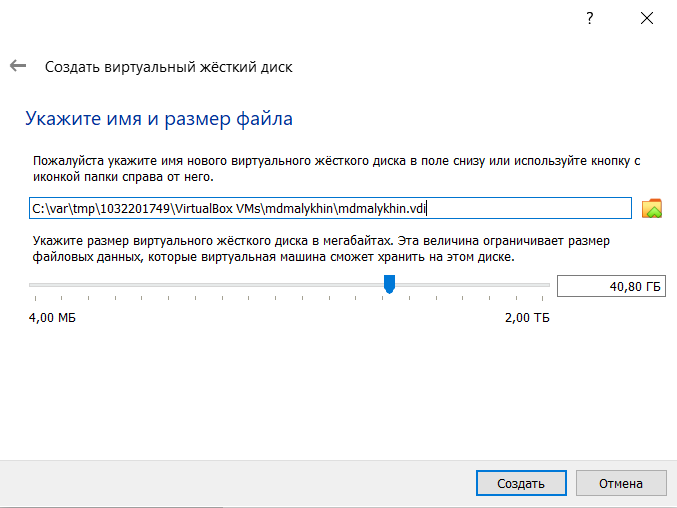 ?
Создать виртуальный жёсткий диск
Укажите имя и размер файла
Пожалуйста укажите имя нового виртуального жёсткого диска в поле снизу или используйте кнопку с
иконкой папки справа от него.
C:\var\tmp\1032201749\VirtualBox VMs\mdmalykhin\mdmalykhin.vdi
Укажите размер виртуального жёсткого диска в мегабайтах. Эта величина ограничивает размер
файловых данных, которые виртуальная машина сможет хранить на этом диске.
40,80 ГБ
4,00 МБ 2,00 ТБ
Создать Отмена